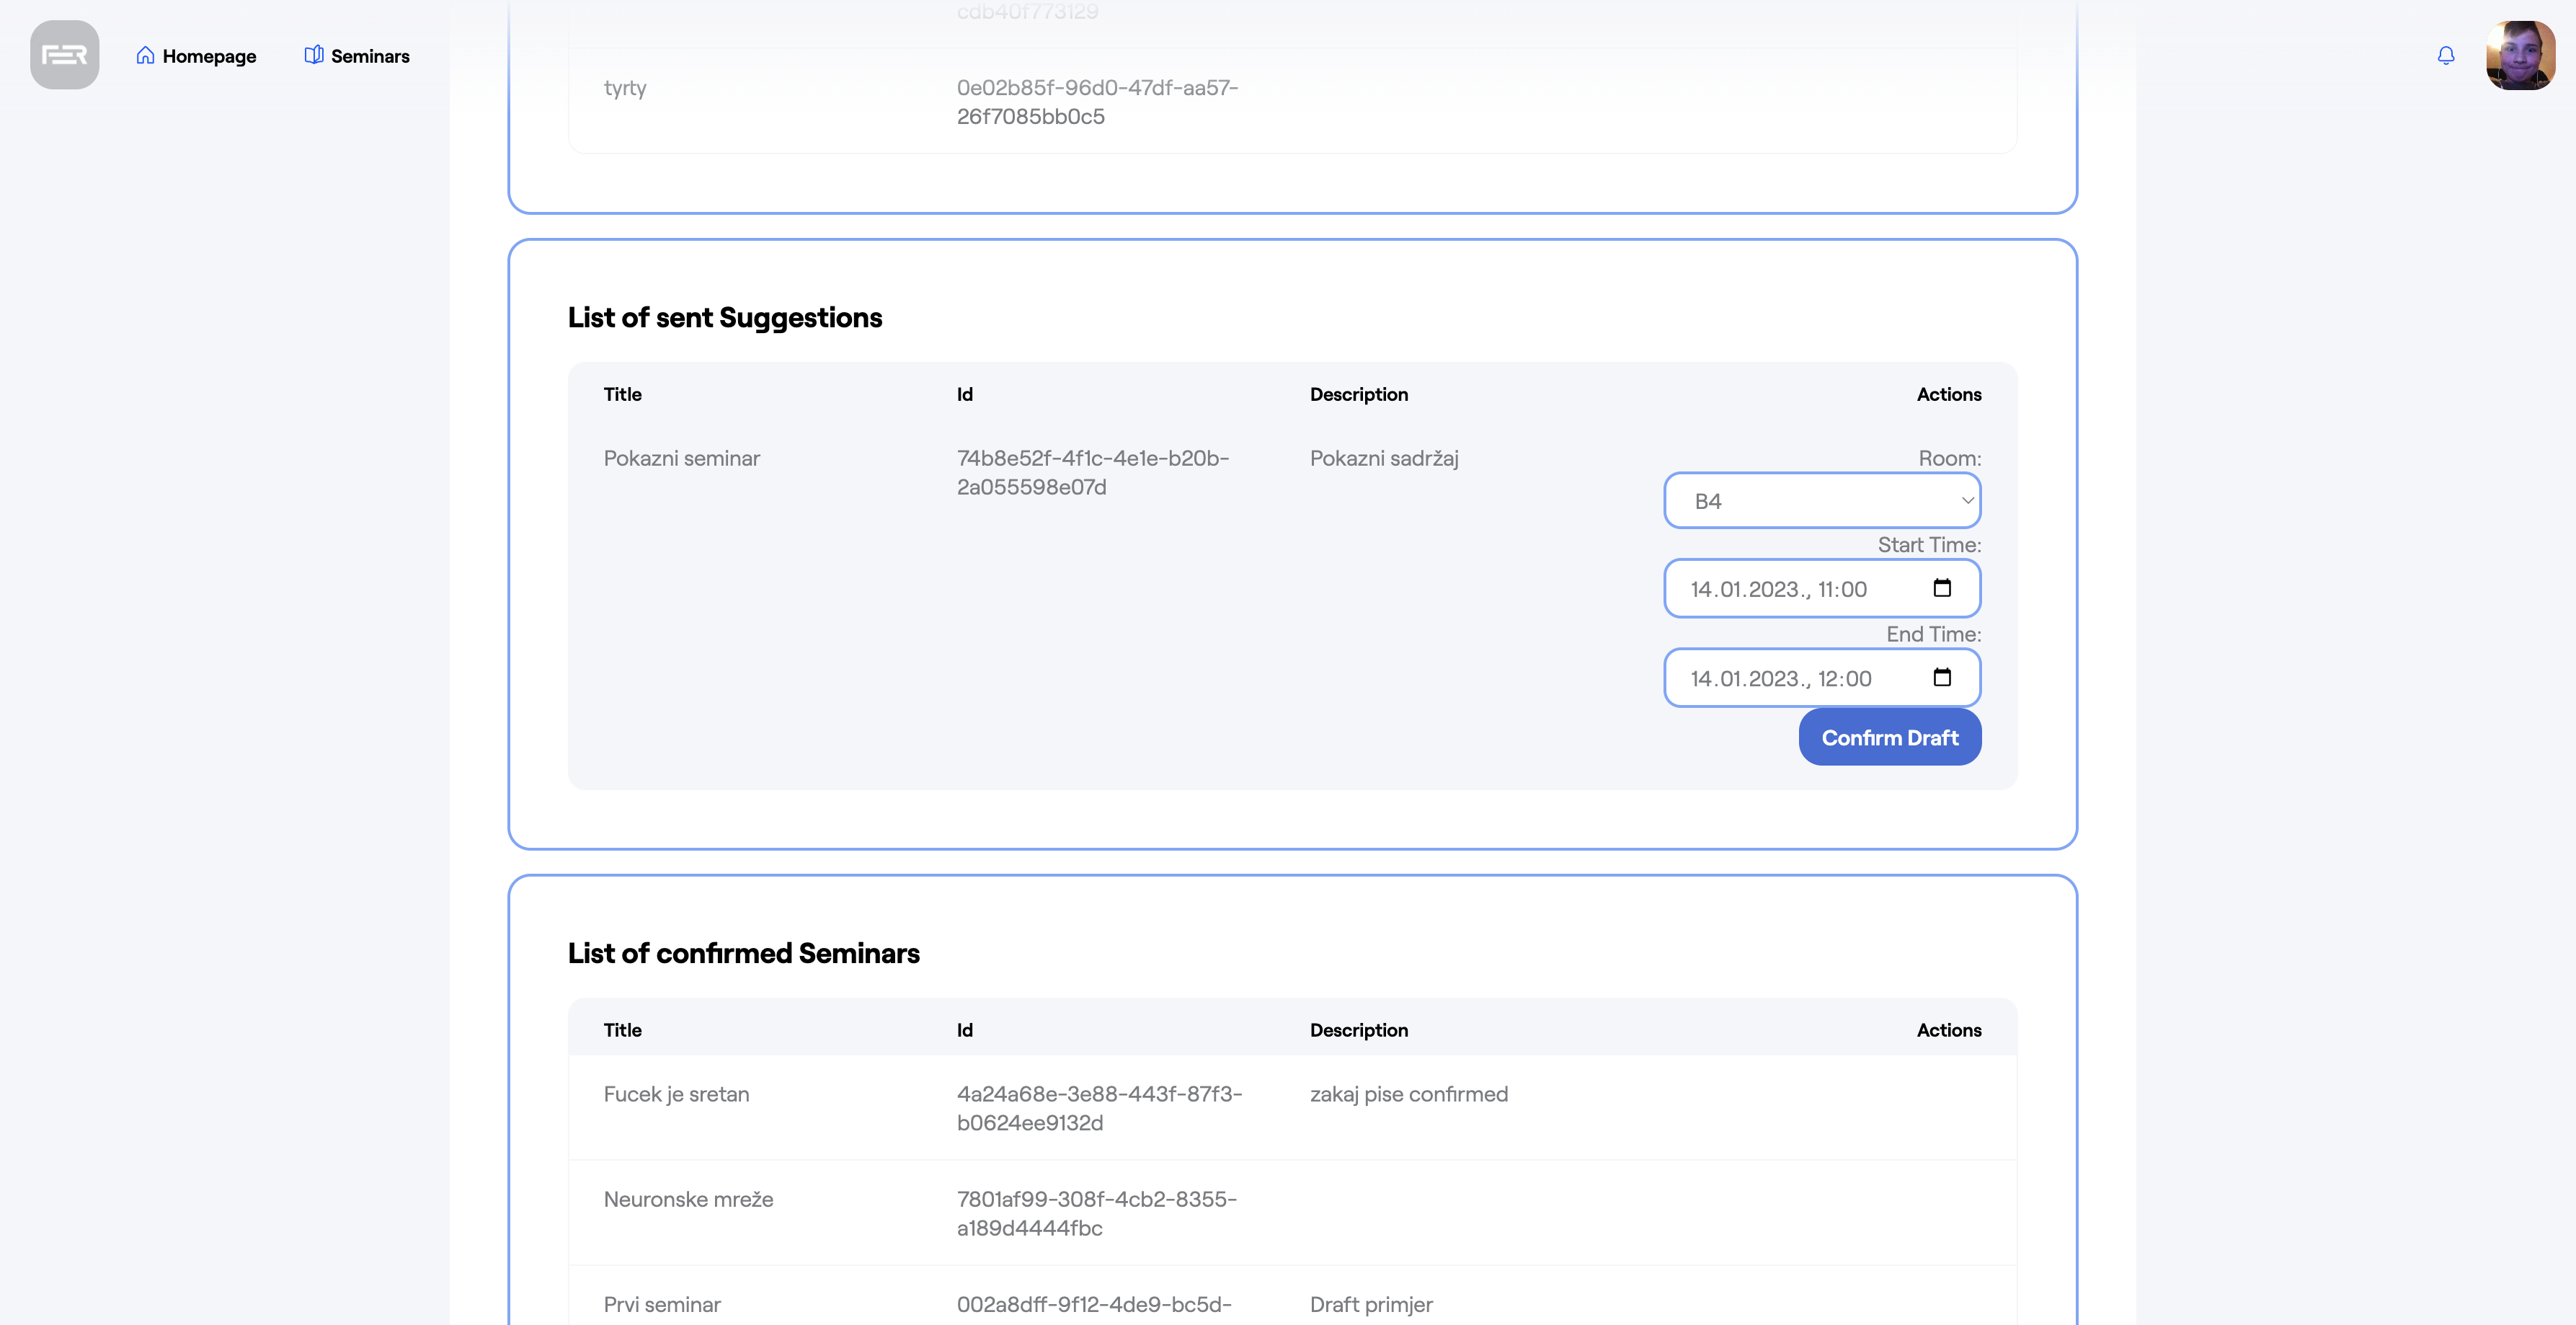 FER
Homepage
Seminars
cdb40f773129
tyrty
0e02b85f-96d0-47df-aa57-
26f7085bb0c5
List of sent Suggestions
Title
Id
Description
Actions
Pokazni seminar
74b8e52f-4f1c-4e1e-b20b-
2a055598e07d
Pokazni sadržaj
Room:
B4
Start Time:
14.01.2023., 11:00
End Time:
14.01.2023., 12:00
Confirm Draft
List of confirmed Seminars
Title
Id
Description
Actions
Fucek je sretan
4a24a68e-3e88-443f-87f3-
b0624ee9132d
zakaj pise confirmed
Neuronske mreže
7801af99-308f-4cb2-8355-
a189d4444fbc
Prvi seminar
002a8dff-9f12-4de9-bc5d-
Draft primjer